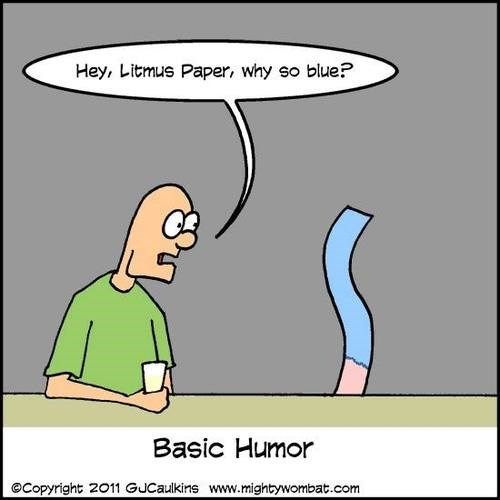 Hey, Litmus Paper, why so blue?
Basic Humor
©Copyright 2011 GJCaulkins www.mightywombat.com